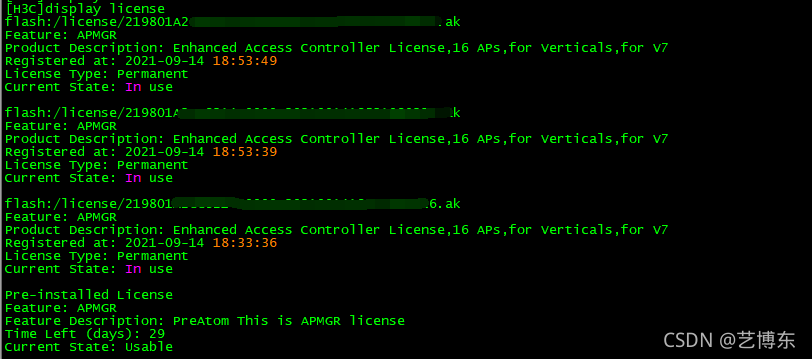 [H3C]display license
flash:/license/219801A2 .ak
Feature: APMGR
Product Description: Enhanced Access Controller License,16 APs,for Verticals,for V7
Registered at: 2021-09-14 18:53:49
License Type: Permanent
Current State: In use
flash:/license/219801A
Feature: APMGR
Product Description: Enhanced Access Controller License,16 APs,for Verticals,for V7
Registered at: 2021-09-14 18:53:39
License Type: Permanent
Current State: In use
flash:/license/219801 6.ak
Feature: APMGR
Product Description: Enhanced Access Controller License,16 APs,for Verticals,for V7
Registered at: 2021-09-14 18:33:36
License Type: Permanent
Current State: In use
Pre-installed License
Feature: APMGR
Feature Description: PreAtom This is APMGR license
Time Left (days): 29
Current State: Usable
CSDN @艺博东